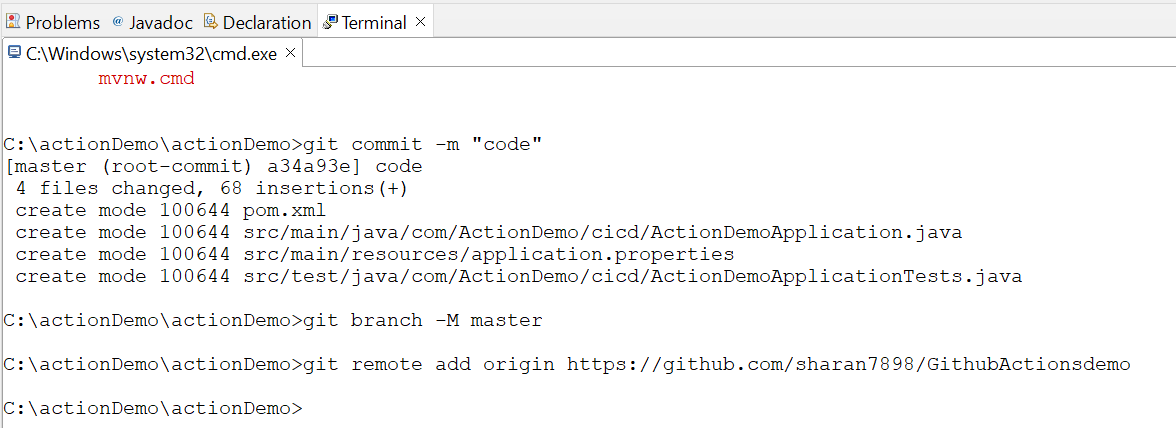 Problems @ Javadoc Declaration Terminal
C:\Windows\system32\cmd.exe
mvnw.cmd
C:\actionDemo\actionDemo>git commit -m "code"
[master (root-commit) a34a93e] code
4 files changed, 68 insertions(+)
create mode 100644 pom.xml
create mode 100644 src/main/java/com/ActionDemo/cicd/ActionDemoApplication.java
create mode 100644 src/main/resources/application.properties
create mode 100644 src/test/java/com/ActionDemo/cicd/ActionDemoApplicationTests.java
C:\actionDemo\actionDemo>git branch -M master
C:\actionDemo\actionDemo>git remote add origin https://github.com/sharan7898/GithubActionsdemo
C:\actionDemo\actionDemo>